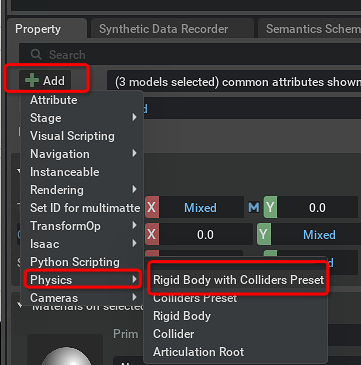 Property
Synthetic Data Recorder
Semantics Schem
Search
Add
(3 models selected) common attributes shown
Attribute
Stage
Visual Scripting
Navigation
Instanceable
Rendering
Set ID for multimatte
X Mixed M Y 0.0
TransformOp
Isaac
X 0.0 Y Mixed
Python Scripting
Physics
Rigid Body with Colliders Preset
Cameras
Colliders Preset
Materials on selected
Rigid Body
Prim
Collider
Articulation Root